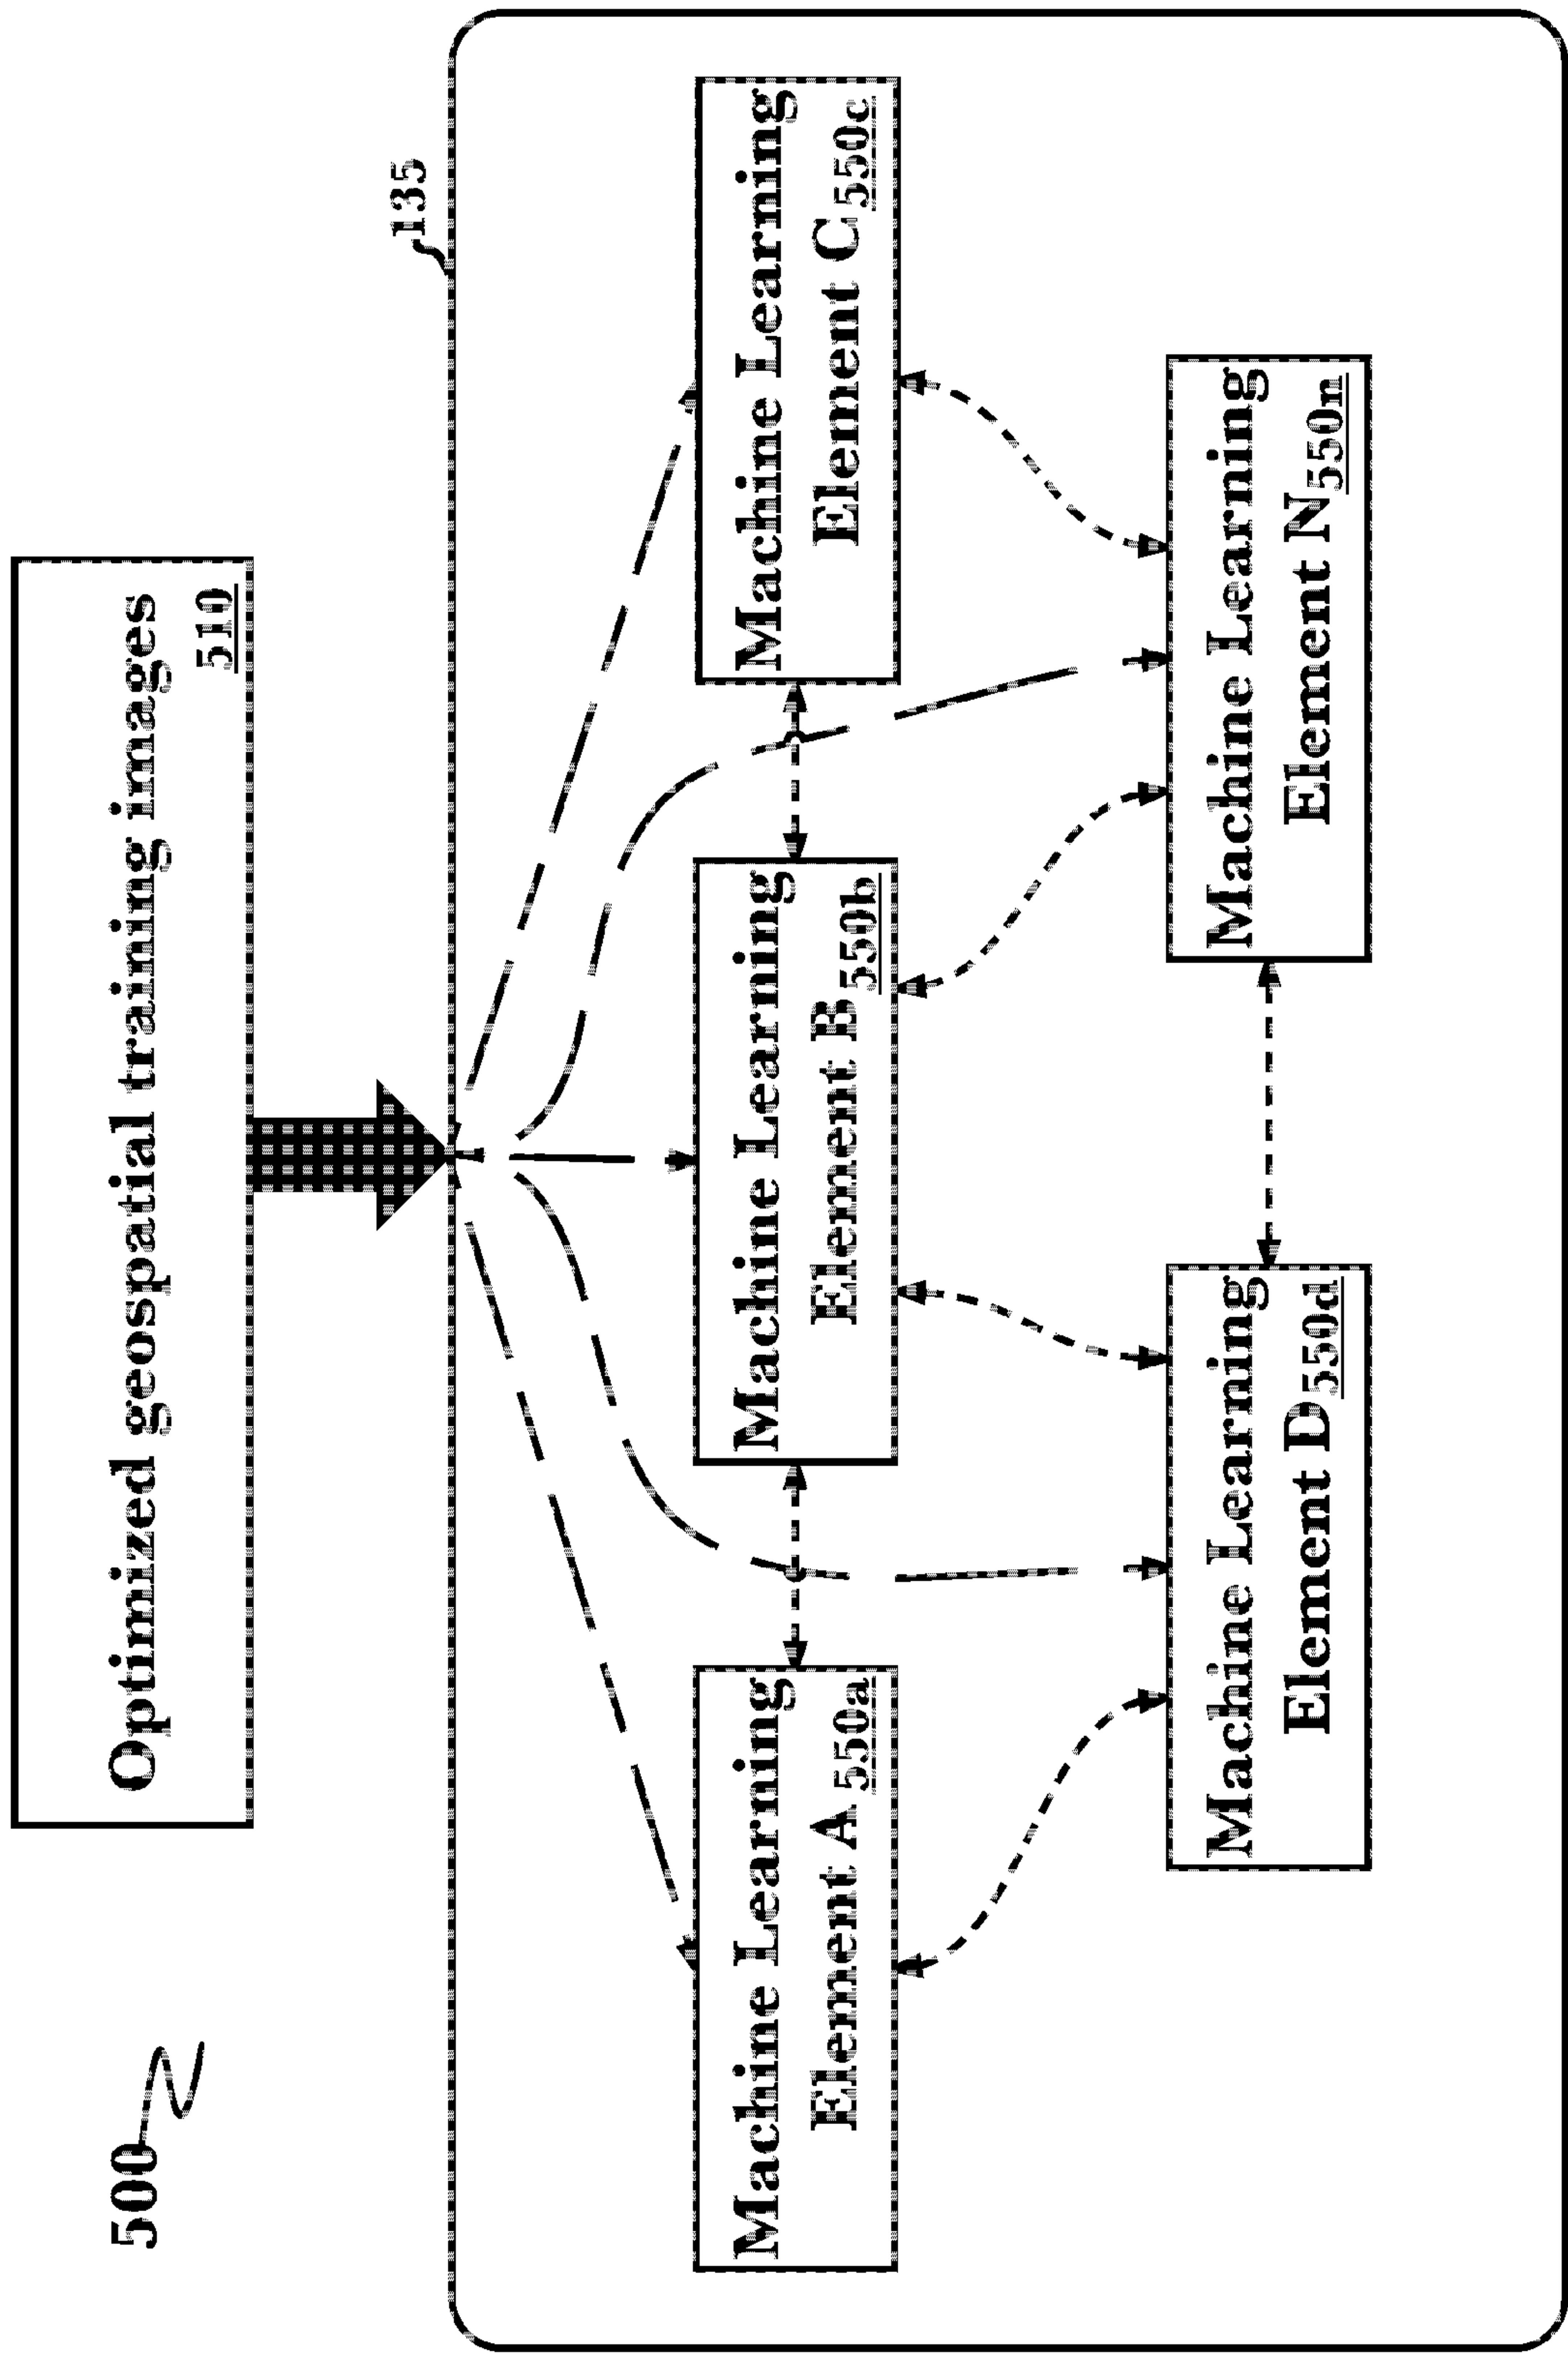 500
Optimized geospatial training images
510
135
Machine Learning
Element A 550a
Machine Learning
Element B 550b
Machine Learning
Element C 550c
Machine Learning
Element D 550d
Machine Learning
Element N 550n